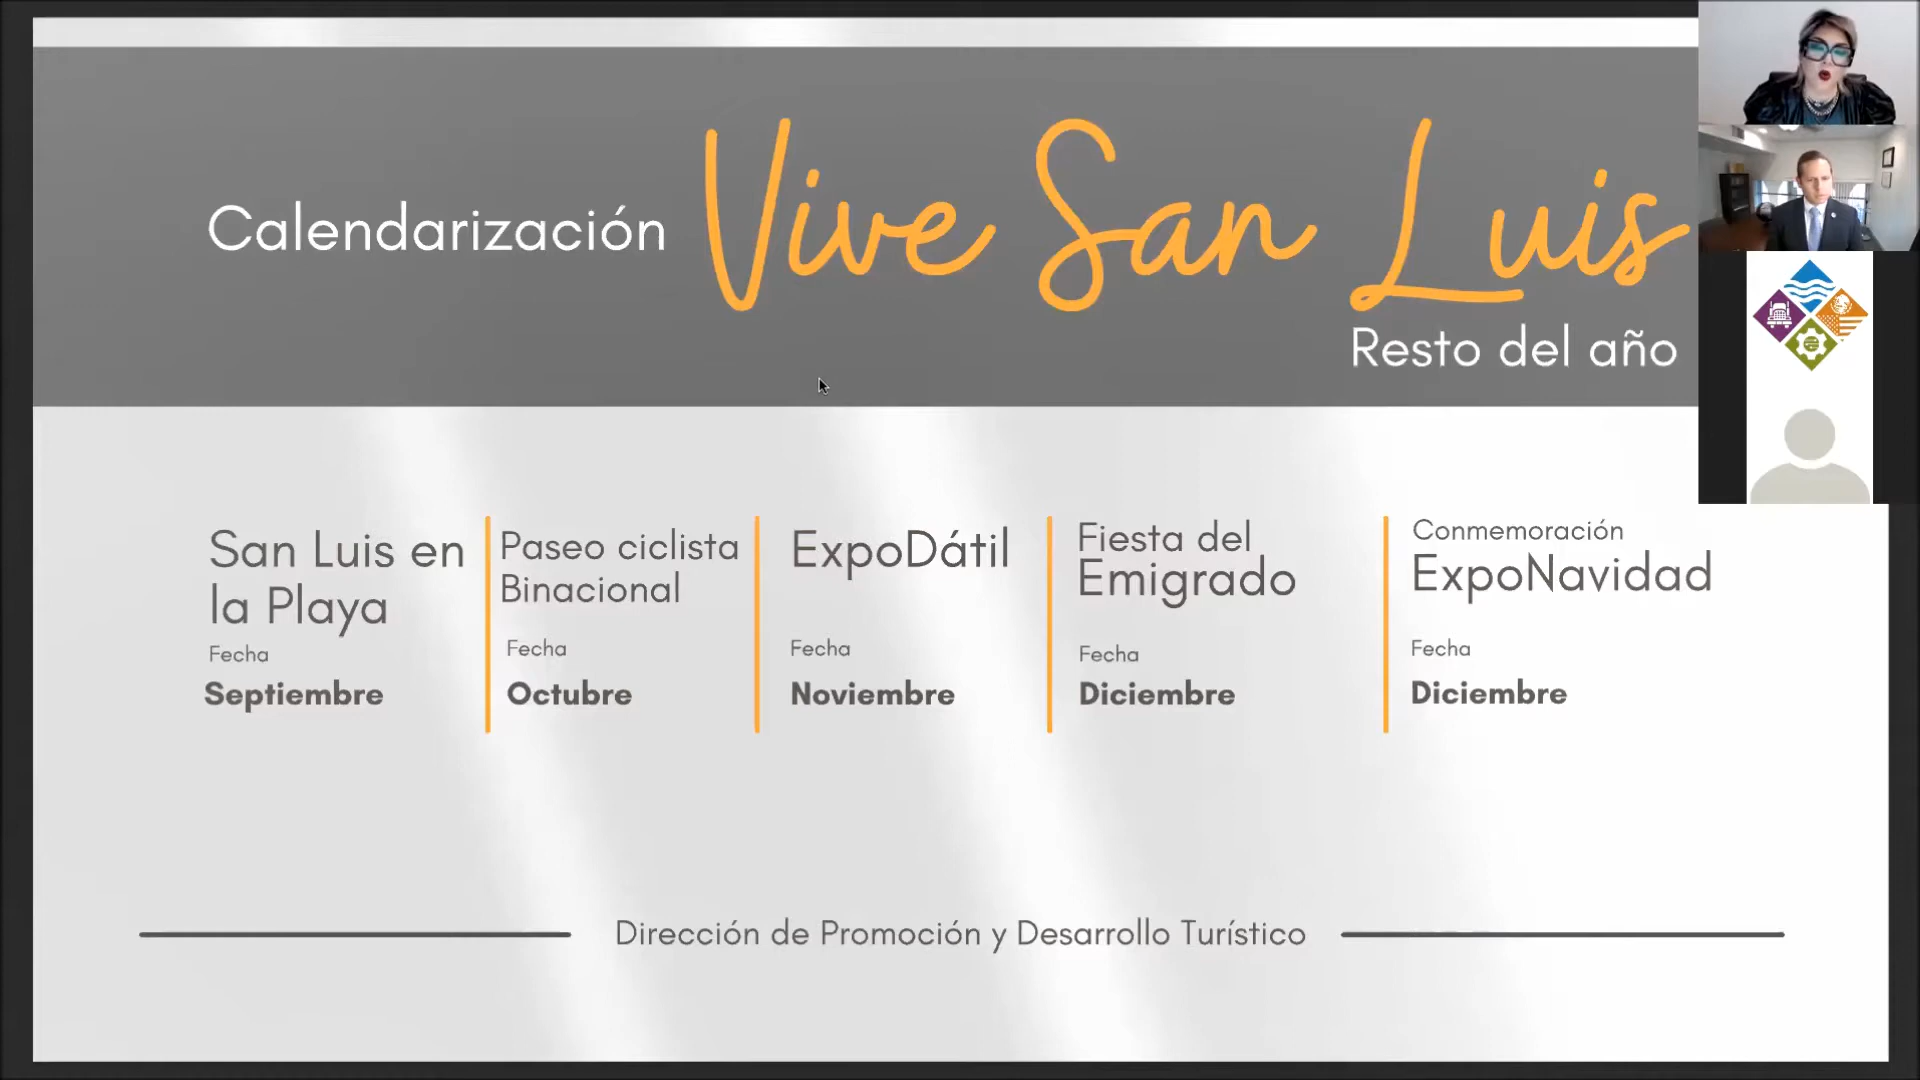 Calendarización
Vive San Luis
Resto del año
San Luis en
la Playa
Fecha
Septiembre
Paseo ciclista
Binacional
Fecha
Octubre
ExpoDátil
Fecha
Noviembre
Fiesta del
Emigrado
Fecha
Diciembre
Conmemoración
ExpoNavidad
Fecha
Diciembre
Dirección de Promoción y Desarrollo Turístico